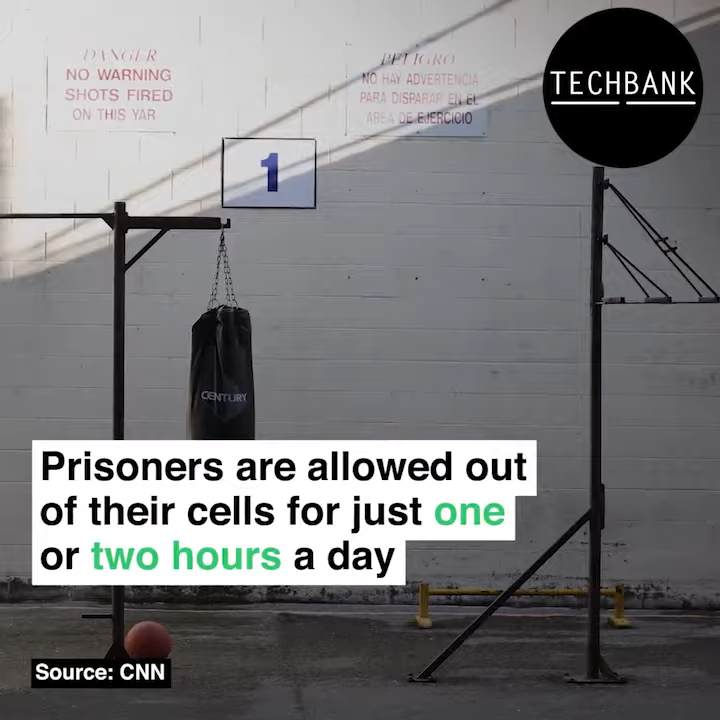 DANGER
NO WARNING
SHOTS FIRED
ON THIS YAR
PELIGRO
NO HAY ADVERTENCIA
PARA DISPARAR EN EL
AREA DE EJERCICIO
TECHBANK
1
CENTURY
Prisoners are allowed out
of their cells for just one
or two hours a day
Source: CNN